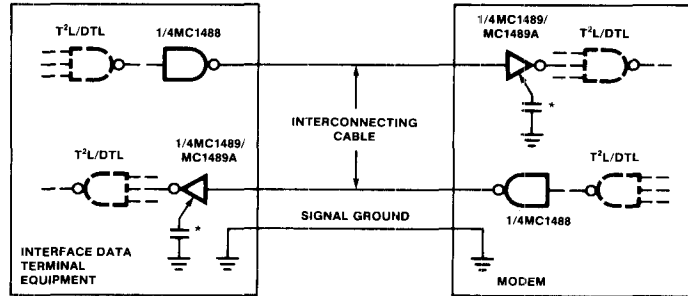 T²L/DTL
1/4MC1488
1/4MC1489/
MC1489A
T²L/DTL
*
INTERCONNECTING
CABLE
T²L/DTL
1/4MC1489/
MC1489A
*
T²L/DTL
1/4MC1488
SIGNAL GROUND
INTERFACE DATA
TERMINAL
EQUIPMENT
MODEM